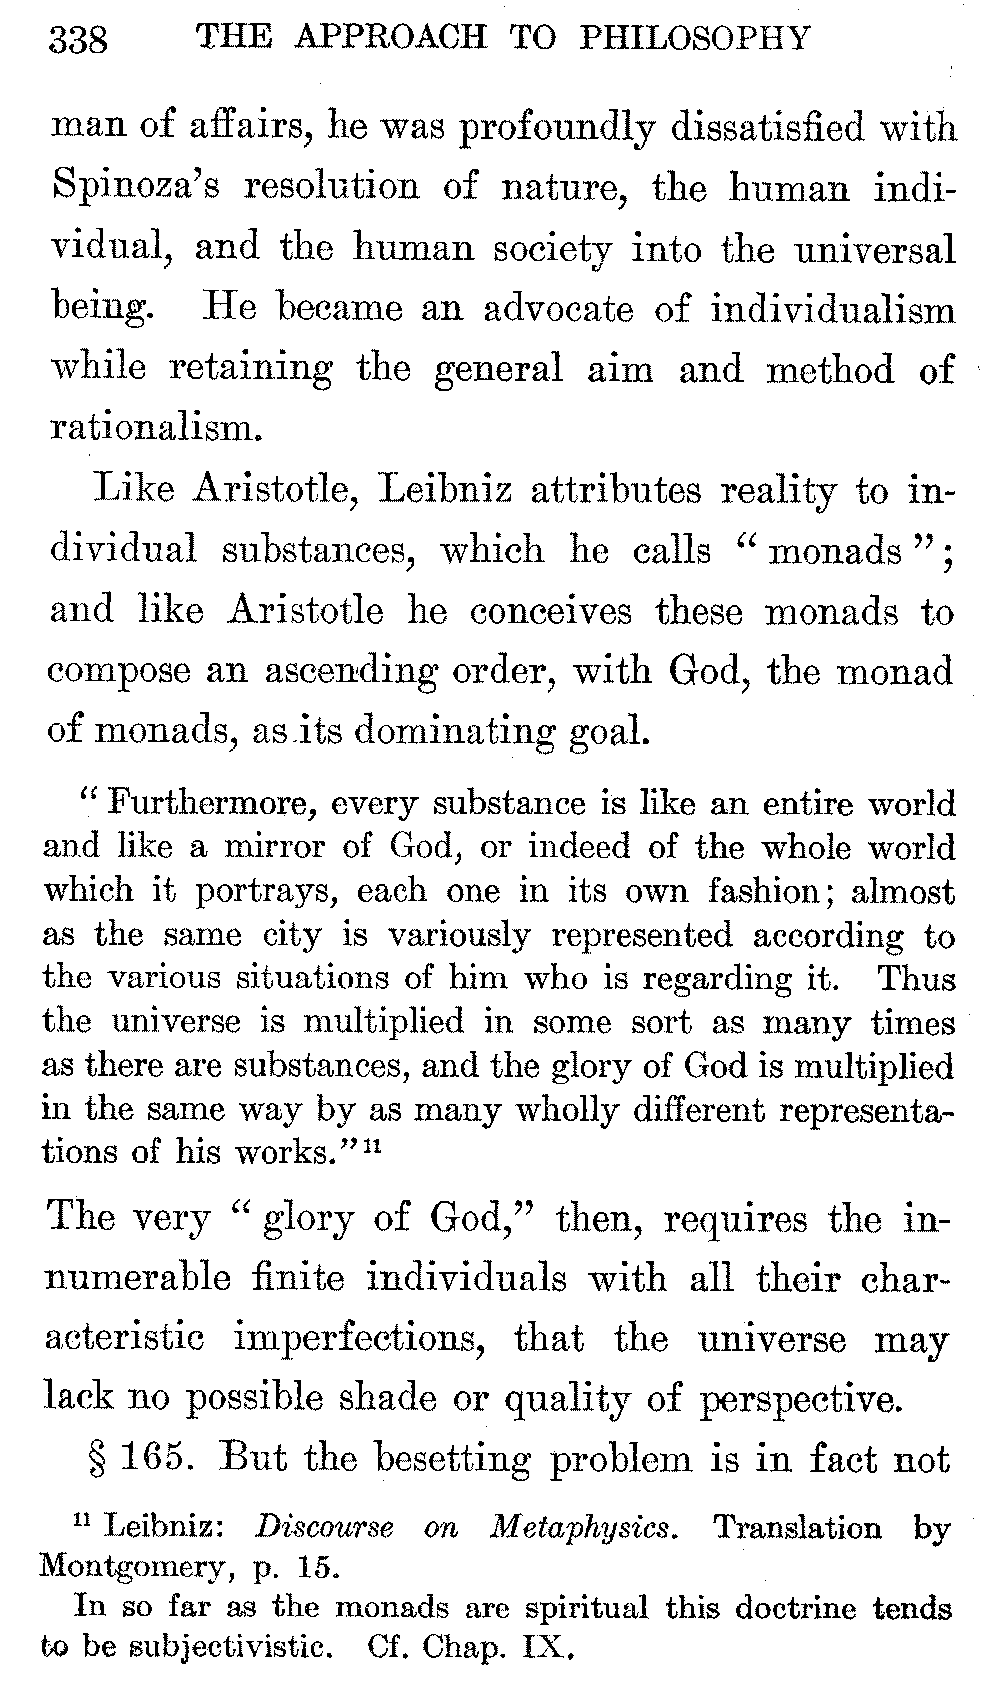 338 THE APPROACH TO PHILOSOPHY
man of affairs, he was profoundly dissatisfied with
Spinoza's resolution of nature, the human indi-
vidual, and the human society into the universal
being. He became an advocate of individualism
while retaining the general aim and method of
rationalism.
Like Aristotle, Leibniz attributes reality to in-
dividual substances, which he calls “ monads ”;
and like Aristotle he conceives these monads to
compose an ascending order, with God, the monad
of monads, as its dominating goal.
“ Furthermore, every substance is like an entire world
and like a mirror of God, or indeed of the whole world
which it portrays, each one in its own fashion; almost
as the same city is variously represented according to
the various situations of him who is regarding it. Thus
the universe is multiplied in some sort as many times
as there are substances, and the glory of God is multiplied
in the same way by as many wholly different representa-
tions of his works.” 11
The very “ glory of God,” then, requires the in-
numerable finite individuals with all their char-
acteristic imperfections, that the universe may
lack no possible shade or quality of perspective.
§ 165. But the besetting problem is in fact not
11 Leibniz: Discourse on Metaphysics. Translation by
Montgomery, p. 15.
In so far as the monads are spiritual this doctrine tends
to be subjectivistic. Cf. Chap. IX.